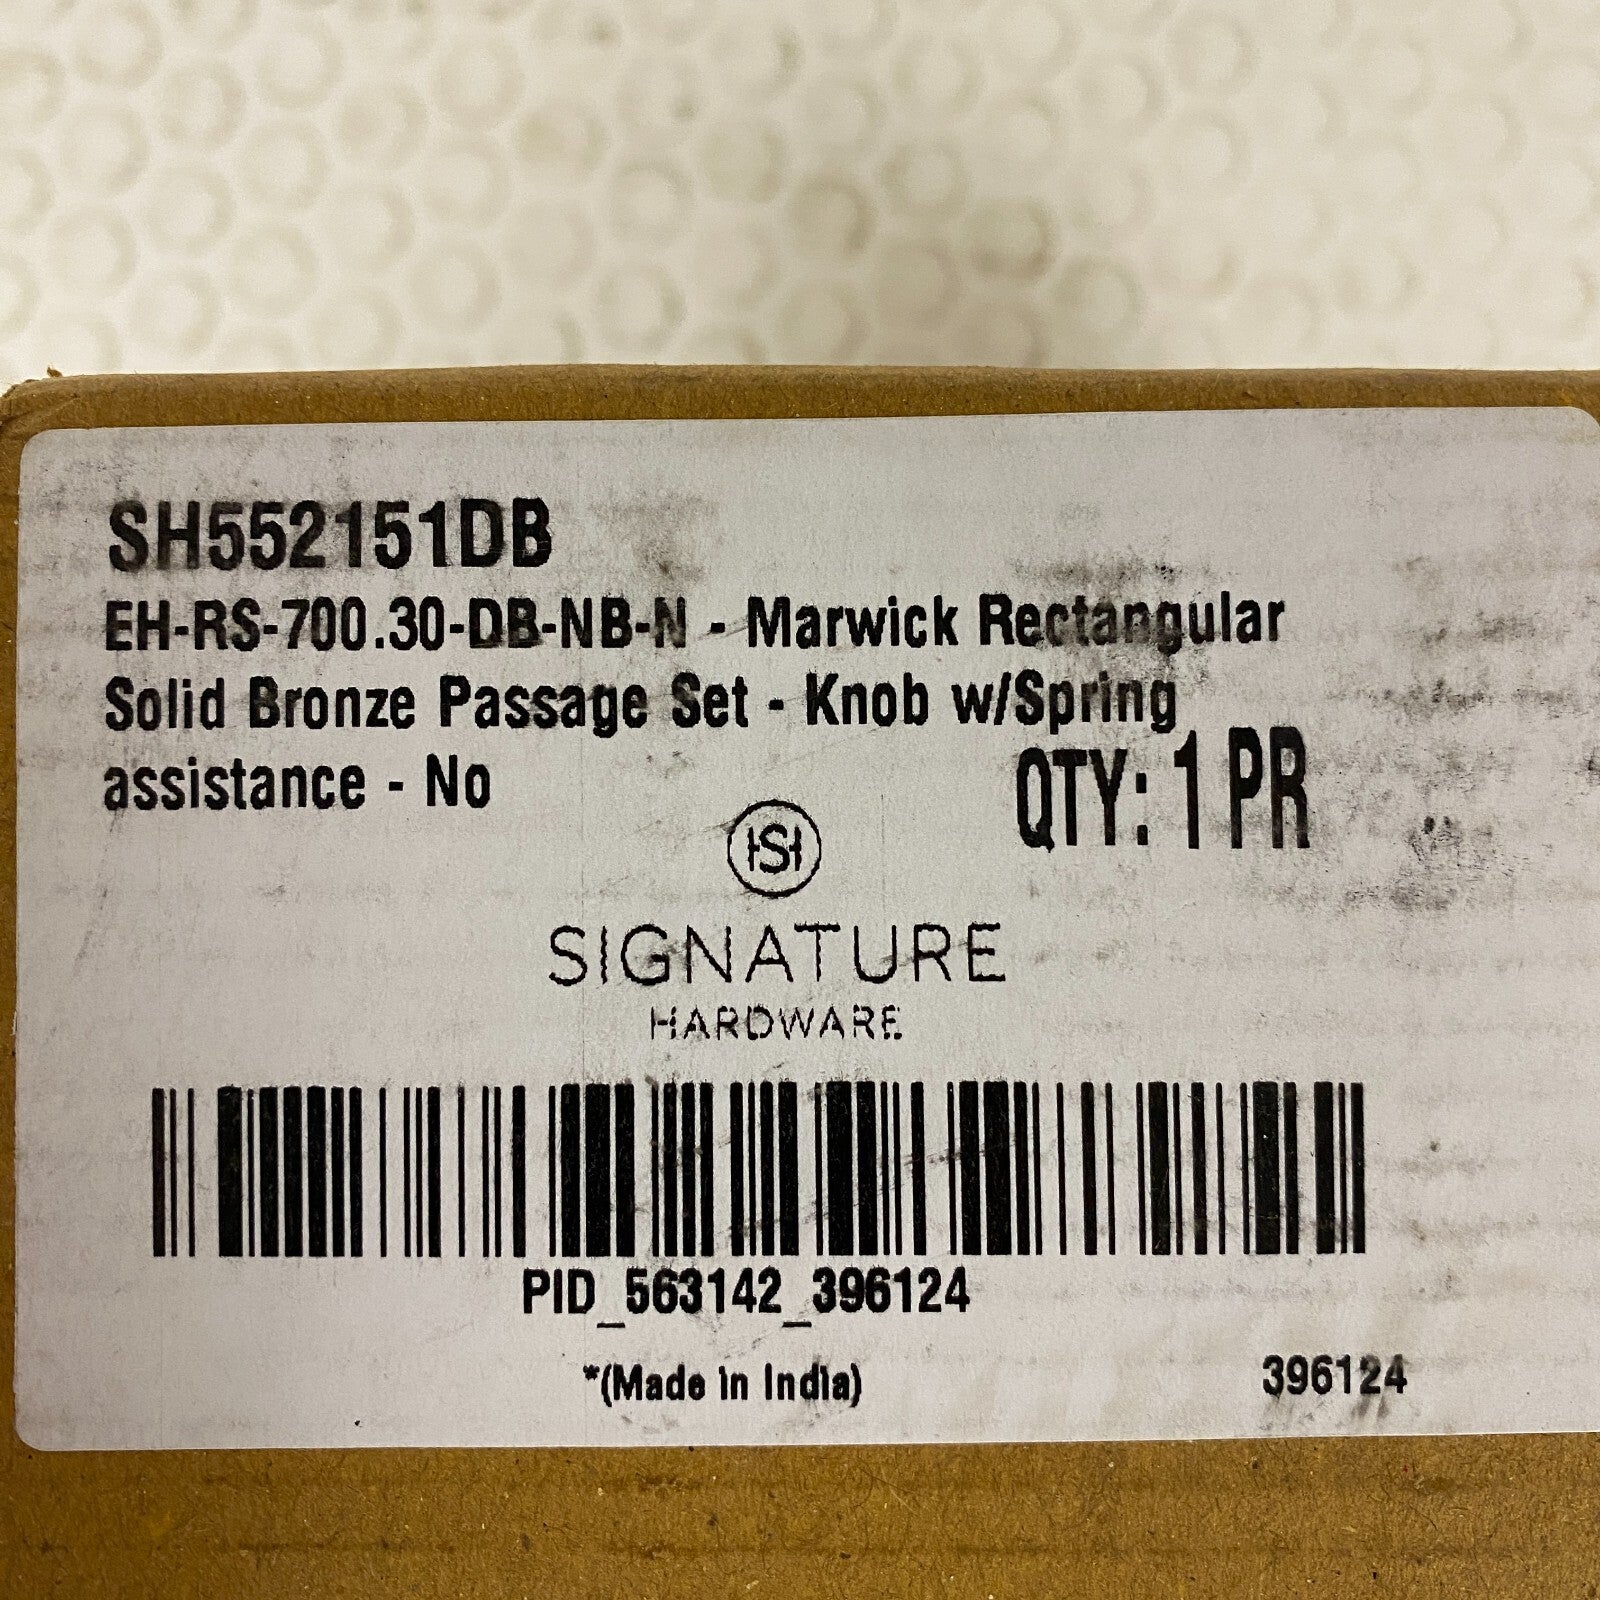 SH552151DB
EH-RS-700.30-DB-NB-N - Marwick Rectangular
Solid Bronze Passage Set - Knob w/Spring
assistance - No
QTY: 1 PR
HS
SIGNATURE
HARDWARE
PID_563142_396124
*(Made in India)
396124